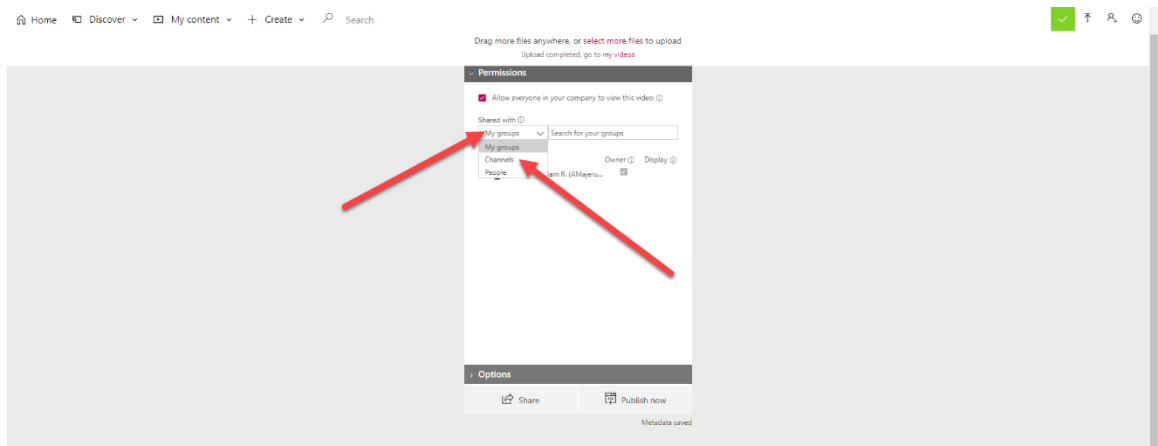 Home Discover My content Create Search
Drag more files anywhere, or select more files to upload
Upload completed, go to my videos
Permissions
Allow everyone in your company to view this video
Shared with
My groups Search for your groups
My groups
Channels Owner Display
People R. (AMajeru...
Options
Share Publish now
Metadata saved